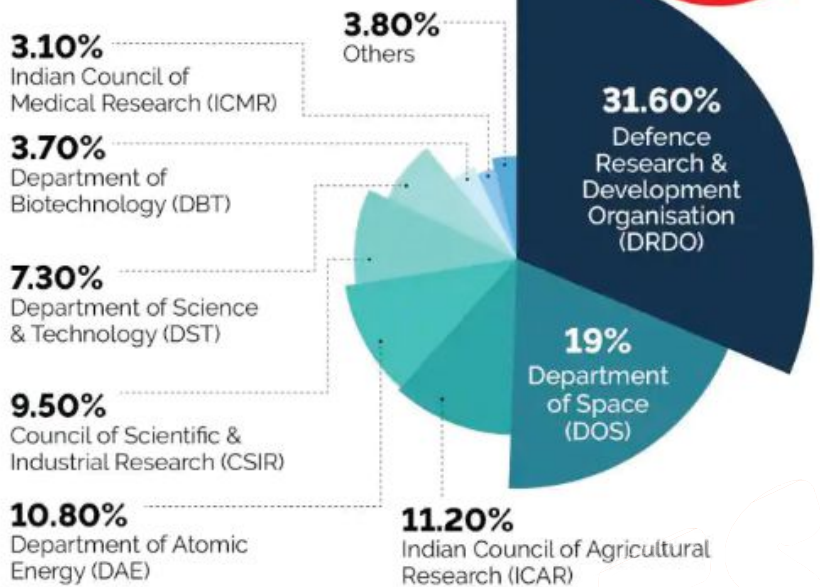 3.80%
Others
3.10%
Indian Council of
Medical Research (ICMR)
3.70%
Department of
Biotechnology (DBT)
7.30%
Department of Science
& Technology (DST)
9.50%
Council of Scientific &
Industrial Research (CSIR)
10.80%
Department of Atomic
Energy (DAE)
11.20%
Indian Council of Agricultural
Research (ICAR)
19%
Department
of Space
(DOS)
31.60%
Defence
Research &
Development
Organisation
(DRDO)